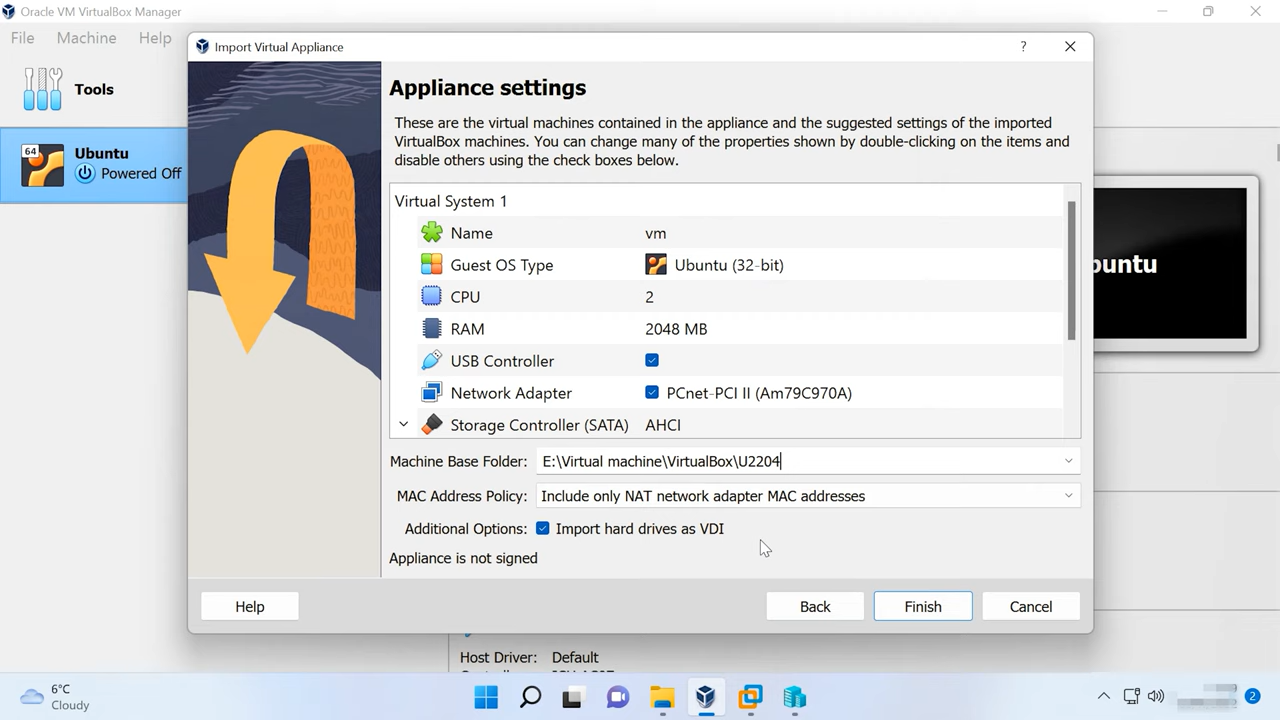 Oracle VM VirtualBox Manager
File Machine Help
Tools
64
Ubuntu
Powered Off
Import Virtual Appliance
?
Appliance settings
These are the virtual machines contained in the appliance and the suggested settings of the imported
VirtualBox machines. You can change many of the properties shown by double-clicking on the items and
disable others using the check boxes below.
Virtual System 1
Name vm
Guest OS Type Ubuntu (32-bit)
CPU 2
RAM 2048 MB
USB Controller
Network Adapter PCnet-PCI II (Am79C970A)
Storage Controller (SATA) AHCI
buntu
Machine Base Folder: E:\Virtual machine\VirtualBox\U2204
MAC Address Policy: Include only NAT network adapter MAC addresses
Additional Options: Import hard drives as VDI
Appliance is not signed
Help Back Finish Cancel
Host Driver: Default
6°C
Cloudy
2